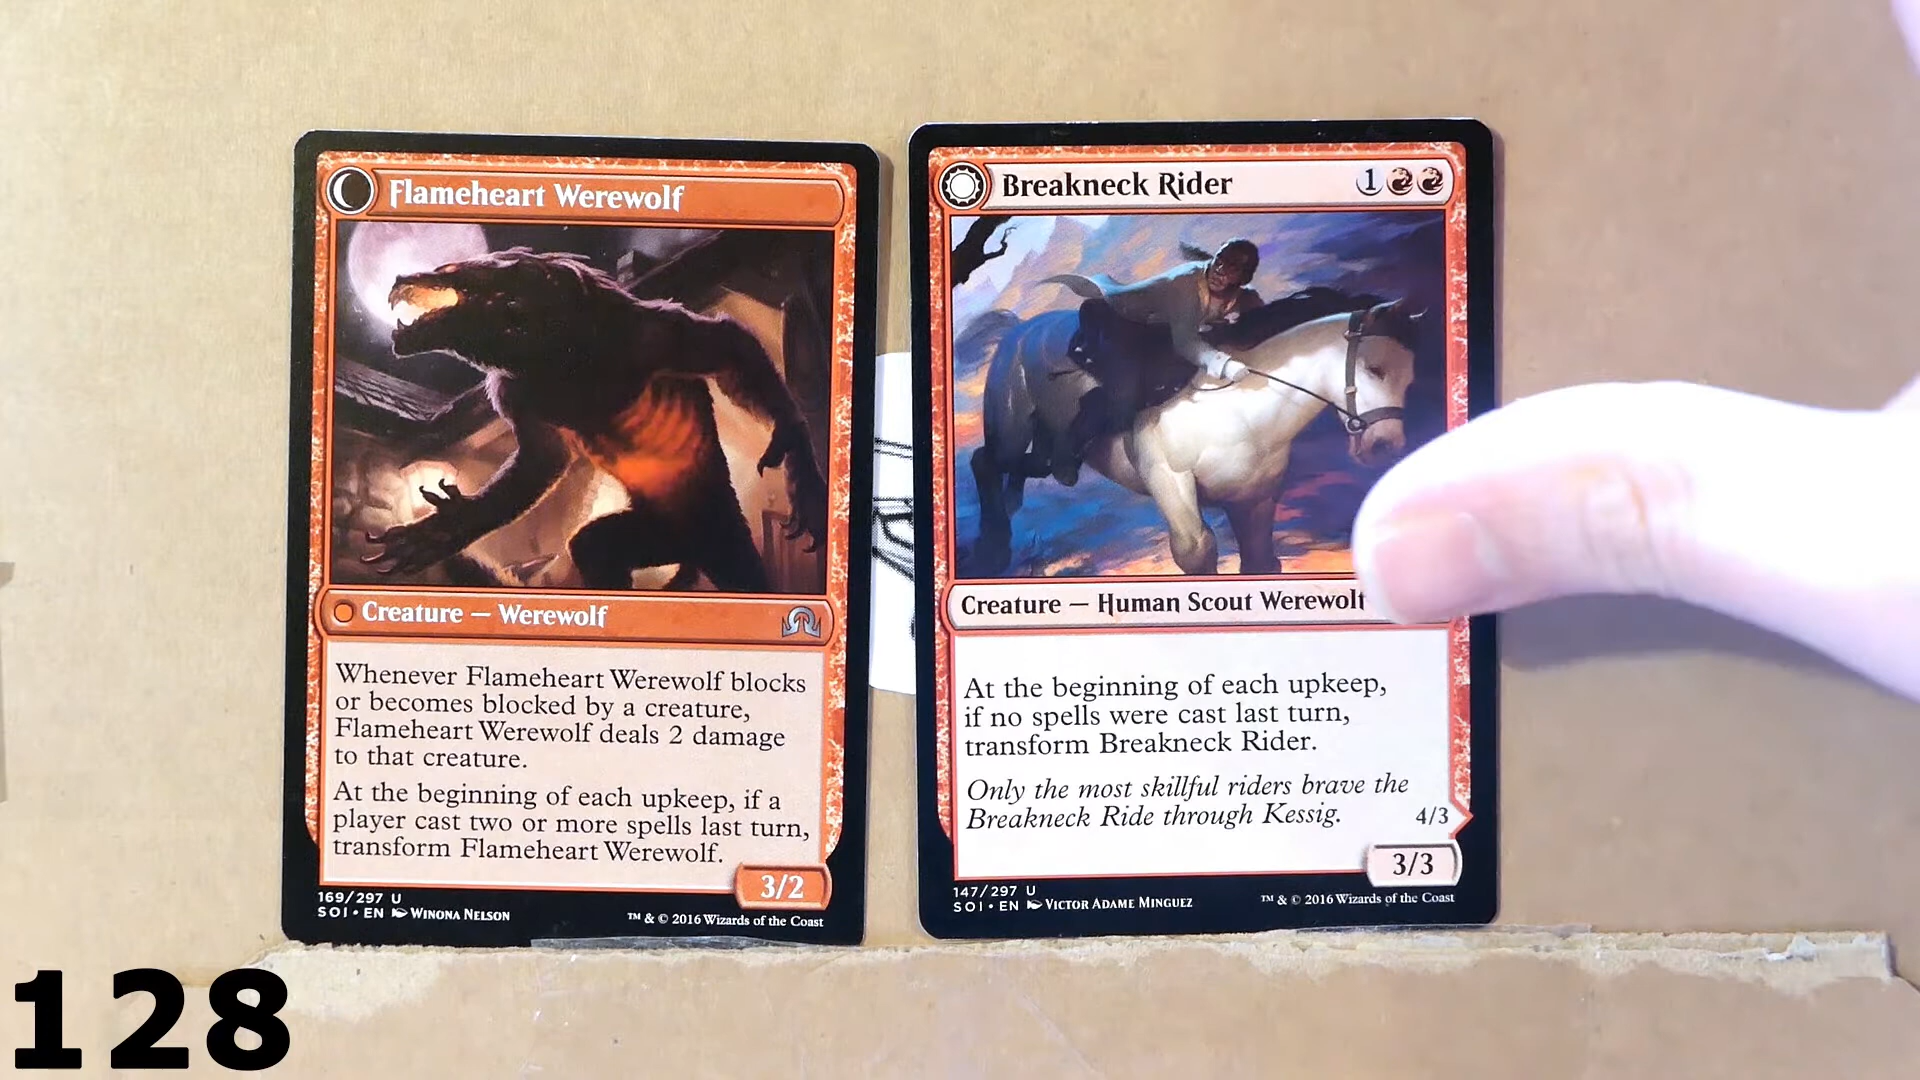 Flameheart Werewolf
Creature — Werewolf
Whenever Flameheart Werewolf blocks
or becomes blocked by a creature,
Flameheart Werewolf deals 2 damage
to that creature.
At the beginning of each upkeep, if a
player cast two or more spells last turn,
transform Flameheart Werewolf.
3/2
169/297 U
SOI • EN WINONA NELSON
™ & © 2016 Wizards of the Coast
Breakneck Rider 1
Creature — Human Scout Werewolf
At the beginning of each upkeep,
if no spells were cast last turn,
transform Breakneck Rider.
Only the most skillful riders brave the
Breakneck Ride through Kessig.
4/3
3/3
147/297 U
SOI • EN VICTOR ADAME MINGUEZ
™ & © 2016 Wizards of the Coast
128